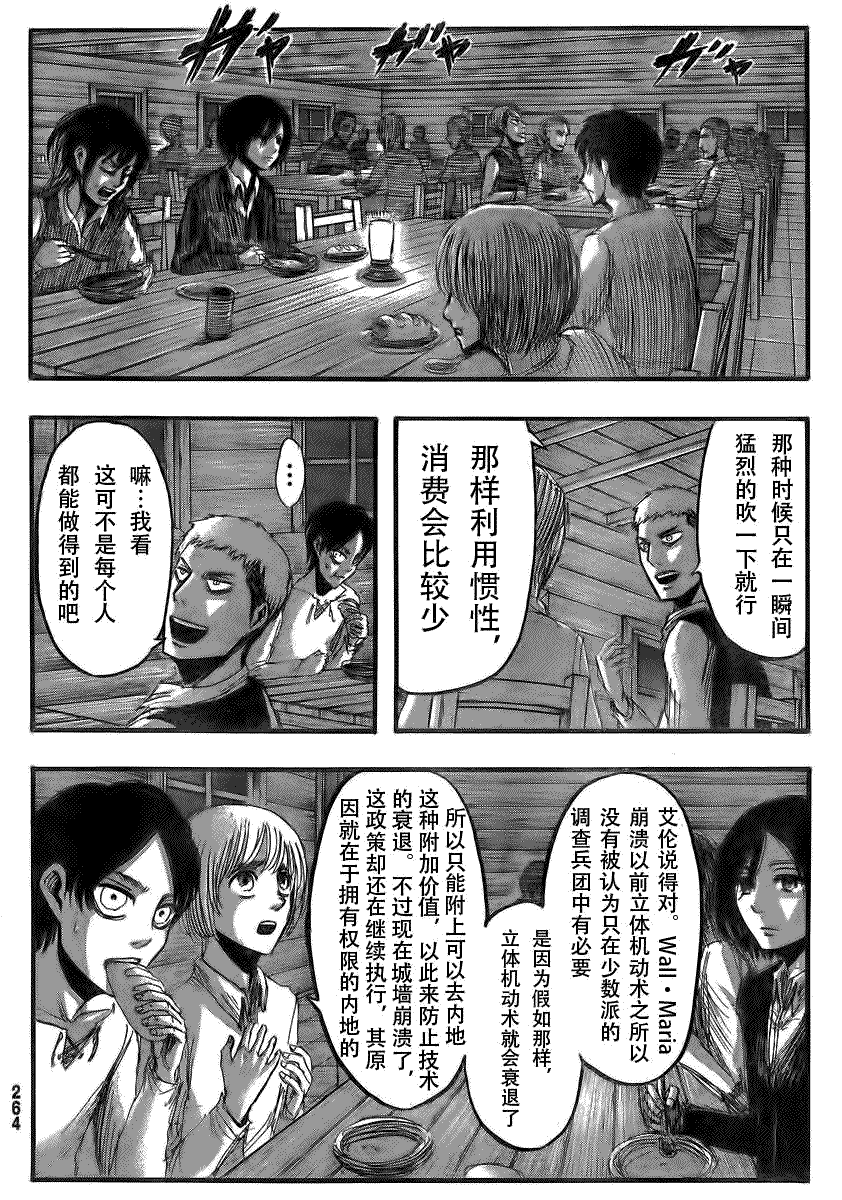 ガヤ
ガヤ
ガヤ
那种时候只在一瞬间
猛烈的吹一下就行
那样利用惯性，
消费会比较少
…
嘛…我看
这可不是每个人
都能做得到的吧
艾伦说得对。Wall・Maria
崩溃以前立体机动术之所以
没有被认为只在少数派的
调查兵团中有必要
是因为假如那样，
立体机动术就会衰退了
所以只能附上可以去内地
这种附加价值，以此来防止技术
的衰退。不过现在城墙崩溃了，
这政策却还在继续执行，其原
因就在于拥有权限的内地的
264